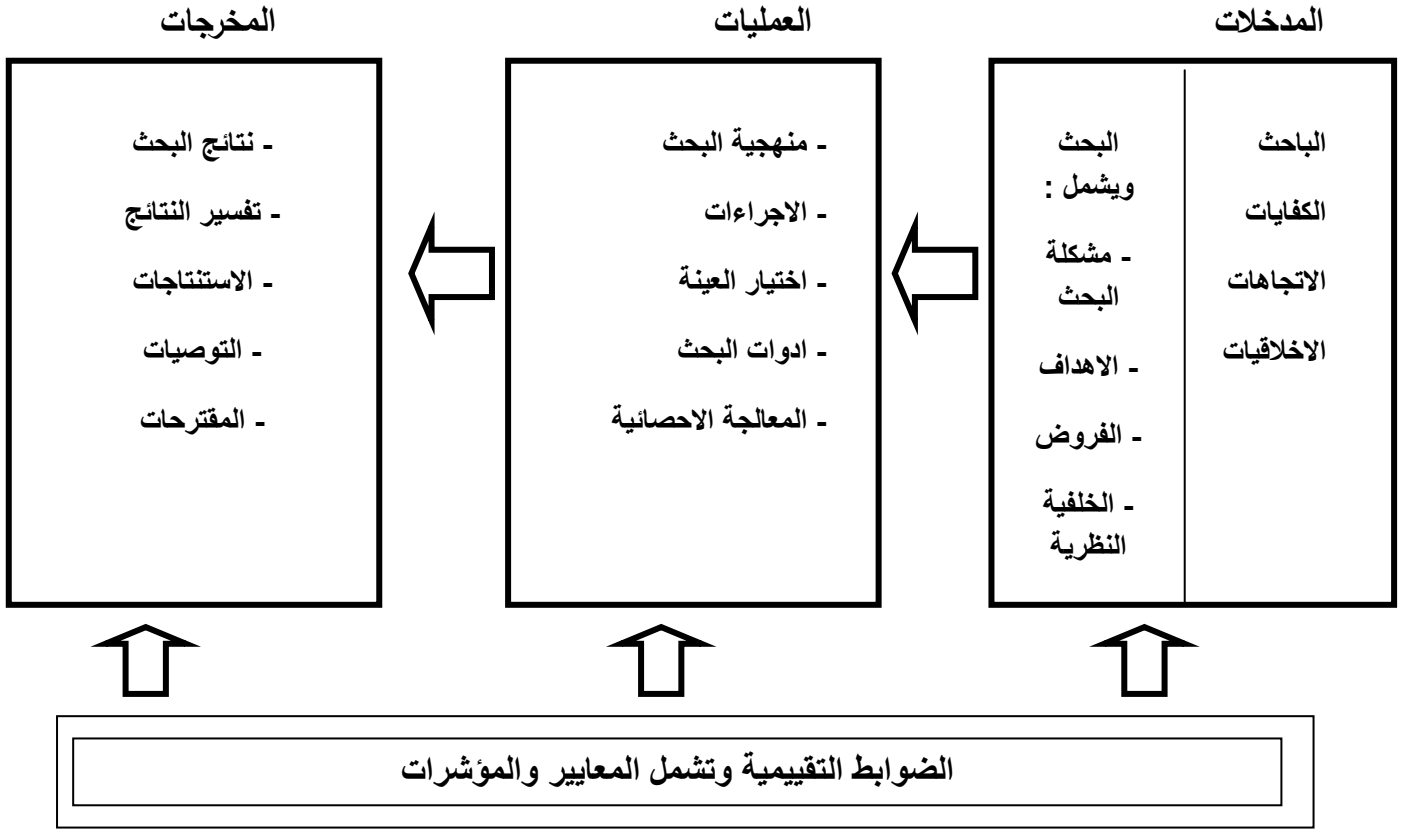 المدخلات
الباحث
الكفايات
الاتجاهات
الاخلاقيات
البحث
ويشمل :
- مشكلة
البحث
- الاهداف
- الفروض
- الخلفية
النظرية
العمليات
- منهجية البحث
- الاجراءات
- اختيار العينة
- ادوات البحث
- المعالجة الاحصائية
المخرجات
- نتائج البحث
- تفسير النتائج
- الاستنتاجات
- التوصيات
- المقترحات
الضوابط التقييمية وتشمل المعايير والمؤشرات